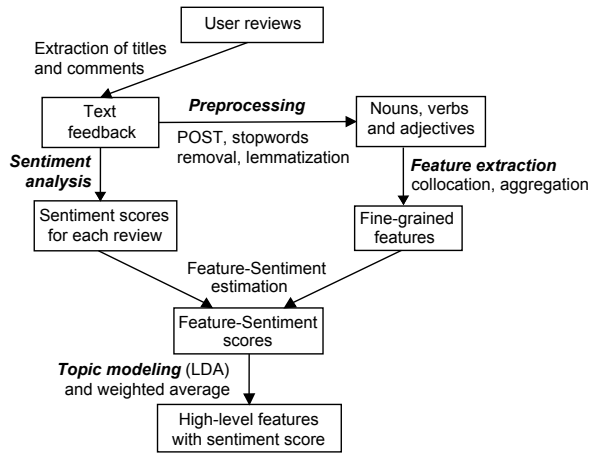 User reviews
Extraction of titles
and comments
Text
feedback
Preprocessing
POST, stopwords
removal, lemmatization
Nouns, verbs
and adjectives
Sentiment
analysis
Feature extraction
collocation, aggregation
Sentiment scores
for each review
Fine-grained
features
Feature-Sentiment
estimation
Feature-Sentiment
scores
Topic modeling (LDA)
and weighted average
High-level features
with sentiment score